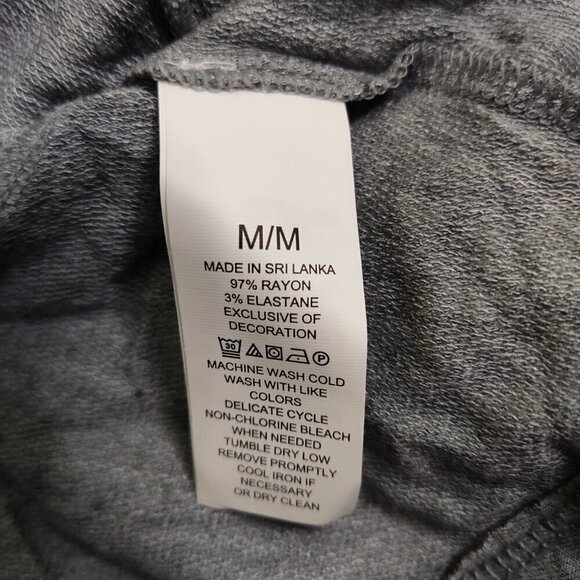 M/M
MADE IN SRI LANKA
97% RAYON
3% ELASTANE
EXCLUSIVE OF
DECORATION
30 P
MACHINE WASH COLD
WASH WITH LIKE
COLORS
DELICATE CYCLE
NON-CHLORINE BLEACH
WHEN NEEDED
TUMBLE DRY LOW
REMOVE PROMPTLY
COOL IRON IF
NECESSARY
OR DRY CLEAN